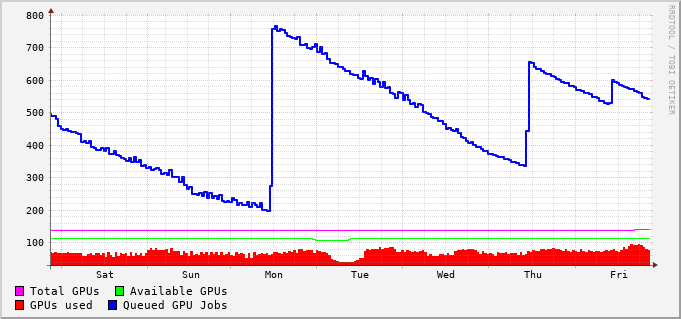 800
700
600
500
400
300
200
100
Sat Sun Mon Tue Wed Thu Fri
Total GPUs Available GPUs
GPUs used Queued GPU Jobs
RRDTOOL / TOBI OETIKER